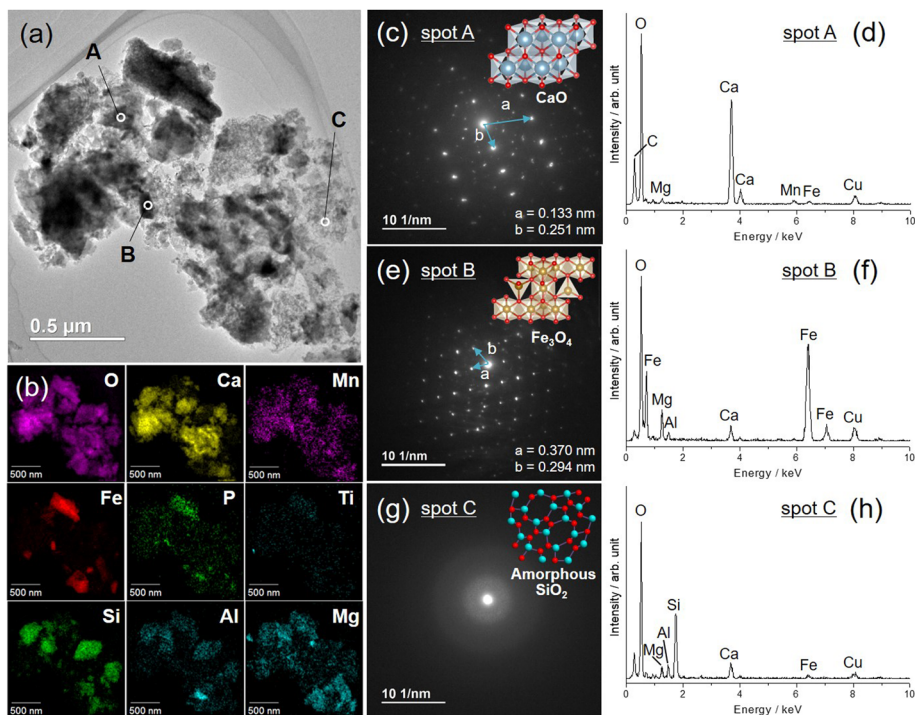 (a)
A
B
C
0.5 µm
(b)
O
Ca
Mn
500 nm
500 nm
500 nm
Fe
P
Ti
500 nm
500 nm
500 nm
Si
Al
Mg
500 nm
500 nm
500 nm
(c) spot A
CaO
a
b
10 1/nm
a = 0.133 nm
b = 0.251 nm
(d)
spot A
O
C
Mg
Ca
Ca
Mn
Fe
Cu
Intensity / arb. unit
0 2 4 6 8 10
Energy / keV
(e) spot B
Fe₃O₄
b
a
10 1/nm
a = 0.370 nm
b = 0.294 nm
(f)
spot B
O
Fe
Mg
Al
Ca
Fe
Fe
Cu
Intensity / arb. unit
0 2 4 6 8 10
Energy / keV
(g) spot C
Amorphous
SiO₂
10 1/nm
(h)
spot C
O
Mg
Al
Si
Ca
Fe
Cu
Intensity / arb. unit
0 2 4 6 8 10
Energy / keV